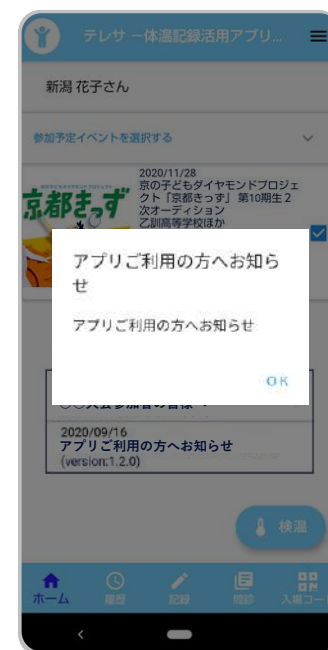 テレサ ー体温記録活用アプリ...
新潟 花子さん
参加予定イベントを選択する
2020/11/28
京の子どもダイヤモンドプロジェ
クト「京都きっず」第10期生２
次オーディション
乙訓高等学校ほか
京都きっず
アプリご利用の方へお知ら
せ
アプリご利用の方へお知らせ
OK
2020/09/16
アプリご利用の方へお知らせ
(version:1.2.0)
検温
ホーム
履歴
記録
問診
入場コード